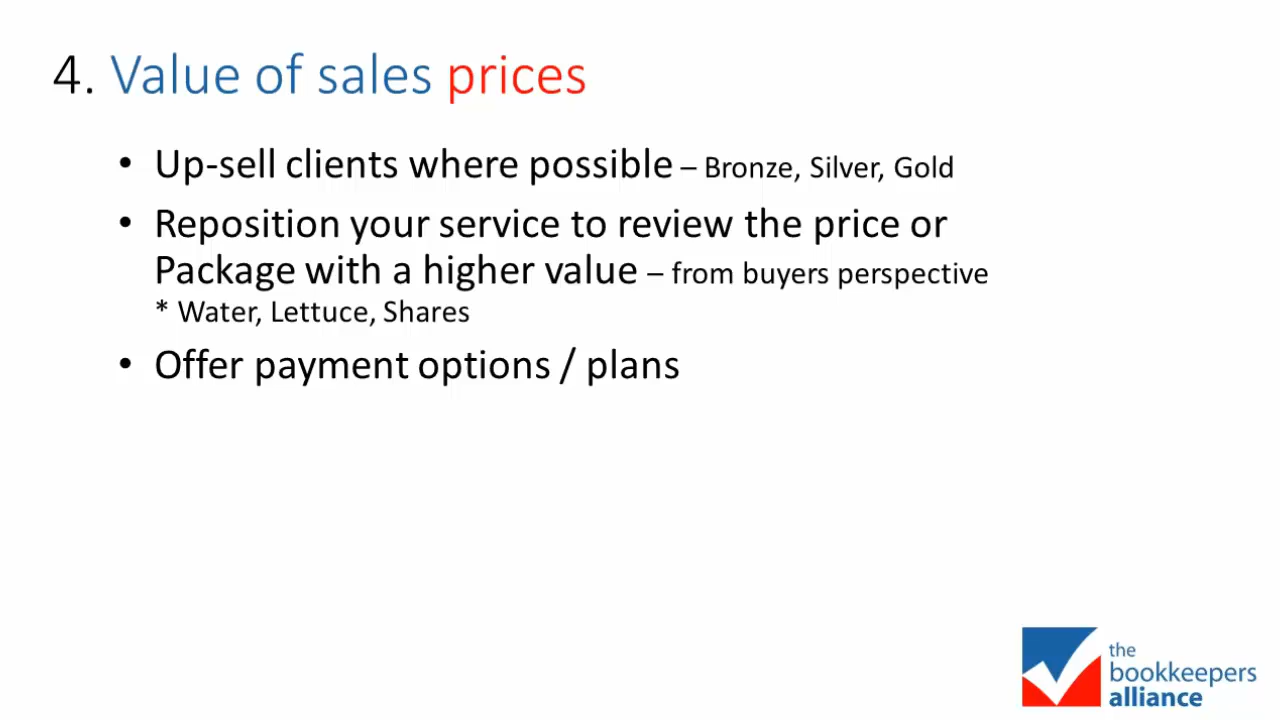 4. Value of sales prices
• Up-sell clients where possible – Bronze, Silver, Gold
• Reposition your service to review the price or
Package with a higher value – from buyers perspective
* Water, Lettuce, Shares
• Offer payment options / plans
the
bookkeepers
alliance